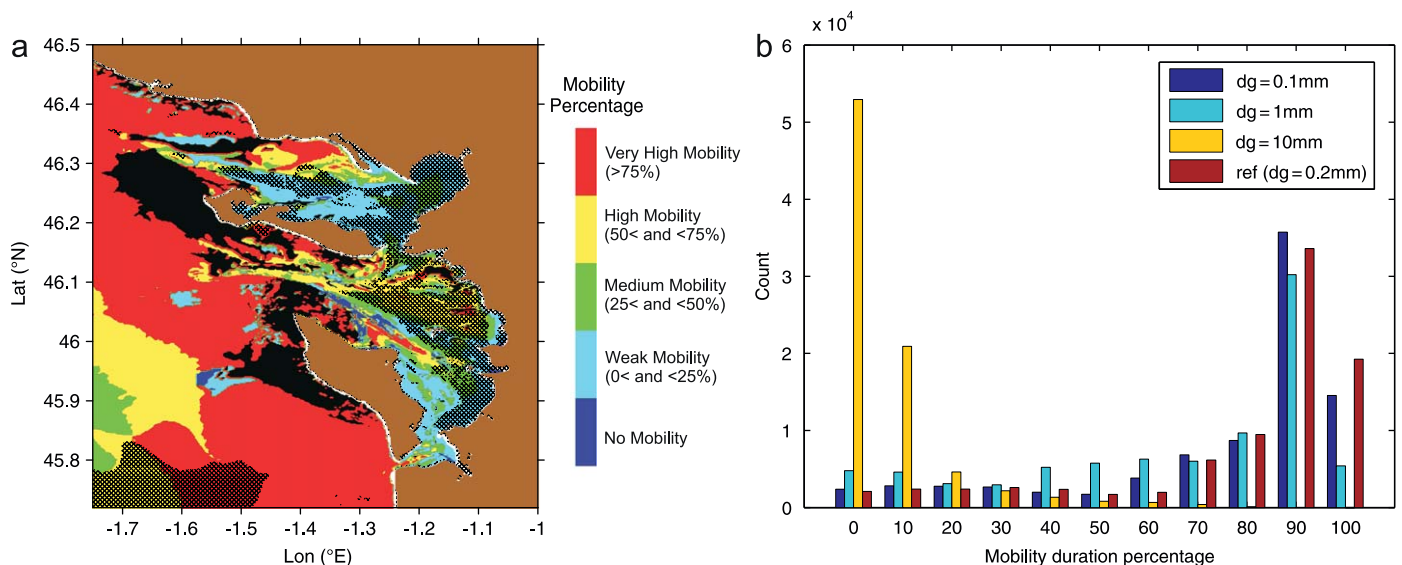 a
46.5
46.4
46.3
46.2
46.1
46
45.9
45.8
Lat (°N)
-1.7 -1.6 -1.5 -1.4 -1.3 -1.2 -1.1 -1
Lon (°E)
Mobility
Percentage
Very High Mobility
(>75%)
High Mobility
(50< and <75%)
Medium Mobility
(25< and <50%)
Weak Mobility
(0< and <25%)
No Mobility
b
x 10^4
6
5
4
3
2
1
0
Count
0 10 20 30 40 50 60 70 80 90 100
Mobility duration percentage
dg=0.1mm
dg=1mm
dg=10mm
ref (dg=0.2mm)